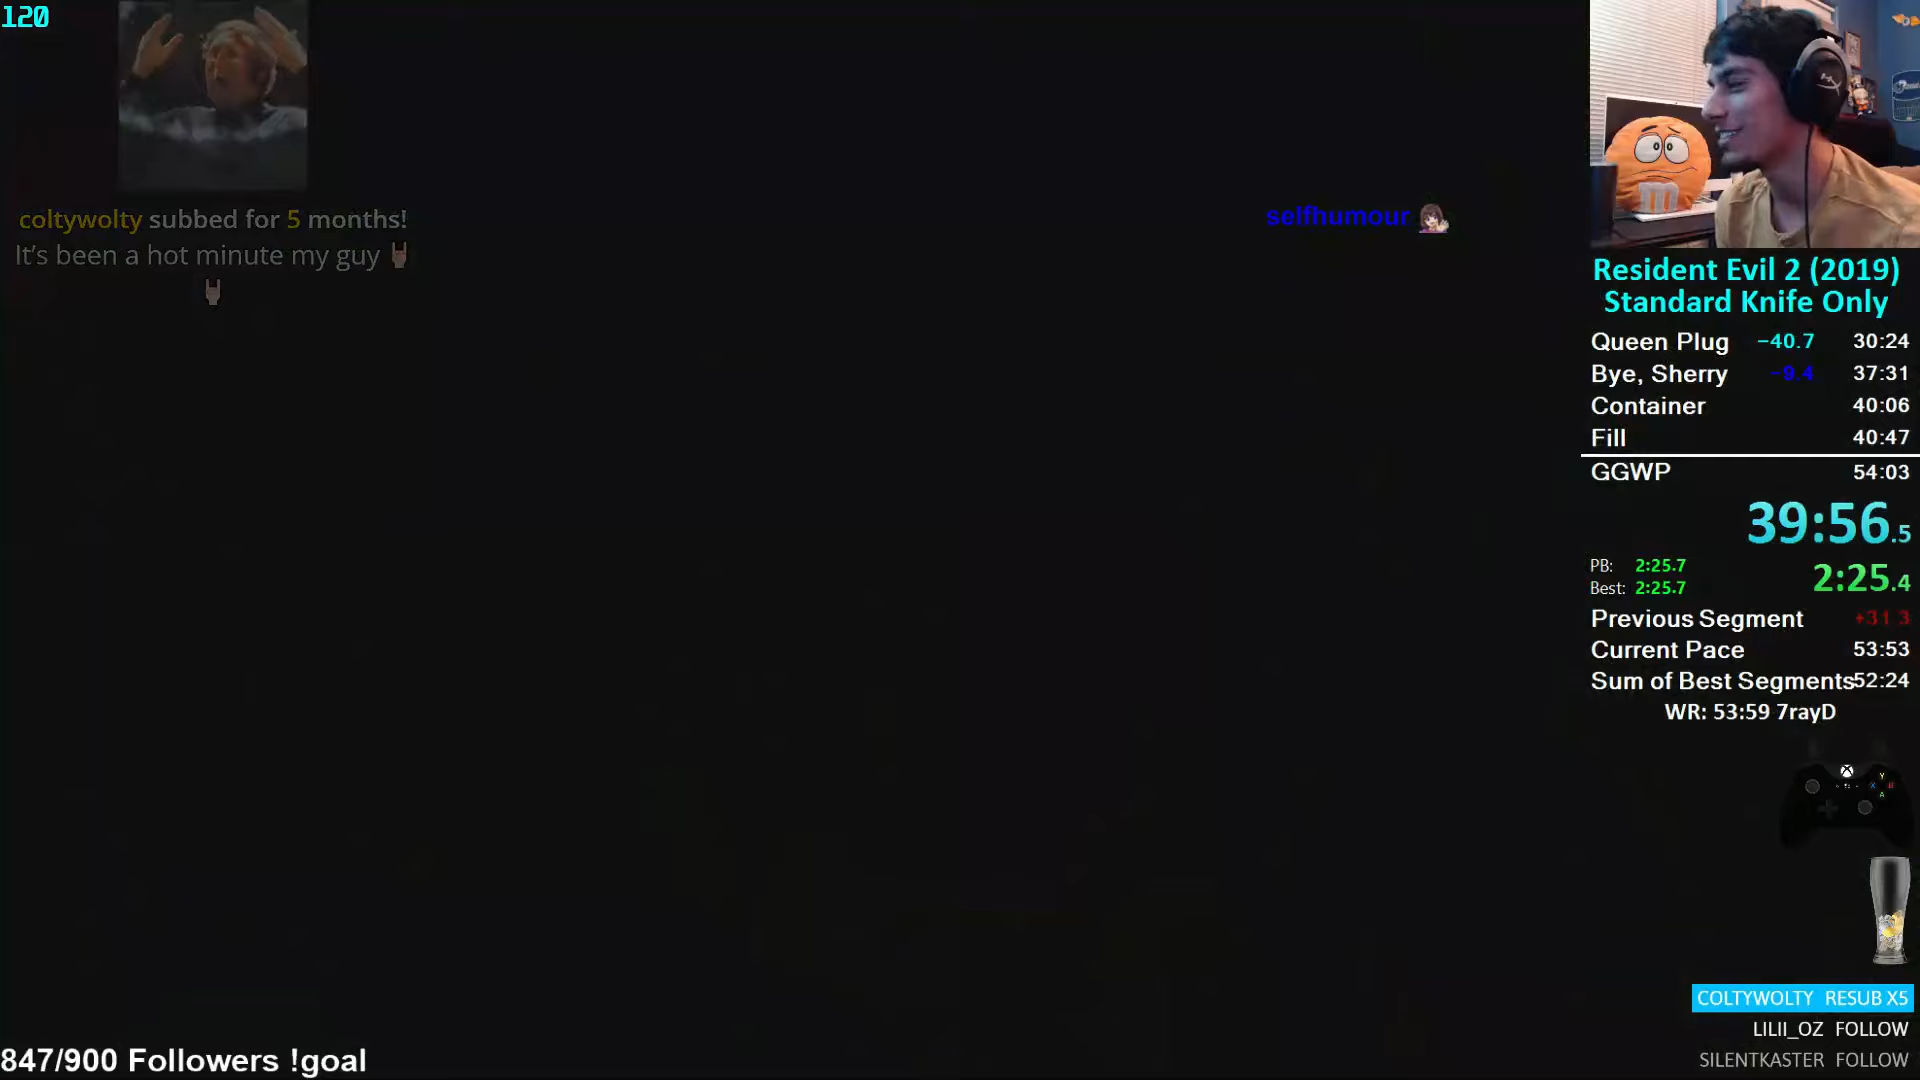 120
coltywolty subbed for 5 months!
It's been a hot minute my guy 🤘
🤘
selfhumour
Resident Evil 2 (2019)
Standard Knife Only
Queen Plug -40.7 30:24
Bye, Sherry -9.4 37:31
Container 40:06
Fill 40:47
GGWP 54:03
39:56.5
PB: 2:25.7
Best: 2:25.7
2:25.4
Previous Segment +31.3
Current Pace 53:53
Sum of Best Segments 52:24
WR: 53:59 7rayD
COLTYWOLTY RESUB X5
LILII_OZ FOLLOW
SILENTKASTER FOLLOW
847/900 Followers !goal